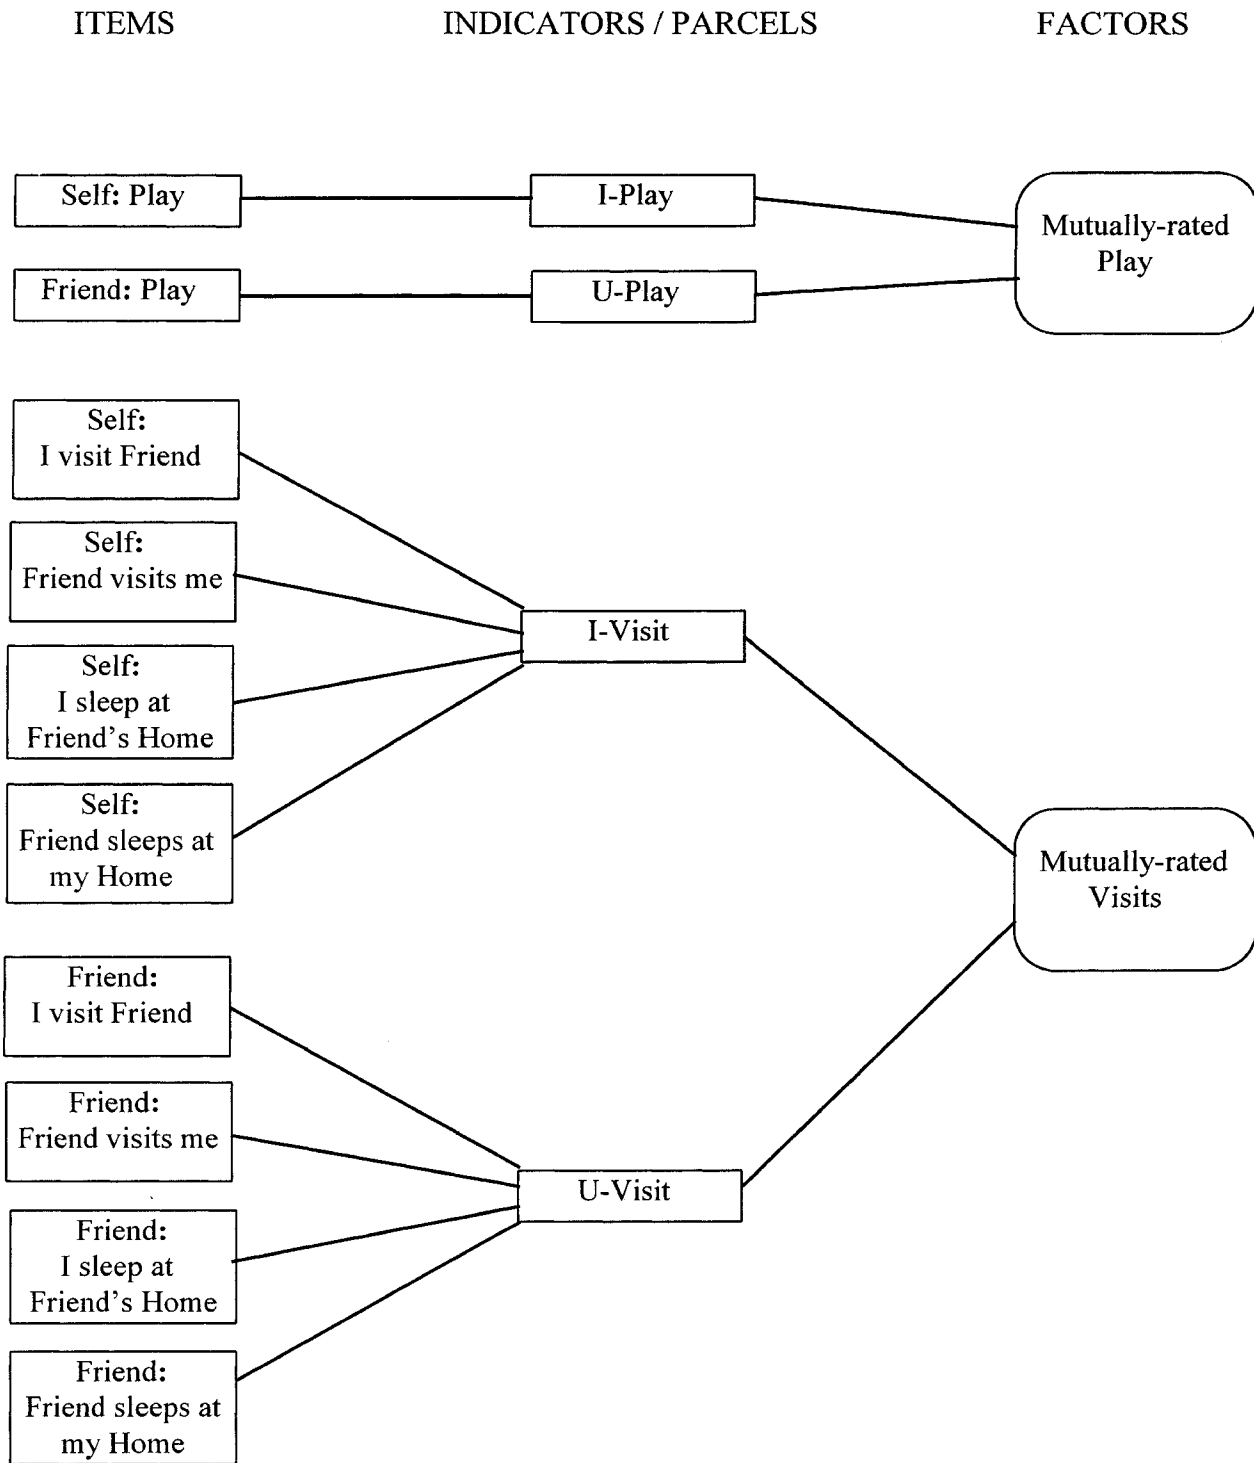 ITEMS INDICATORS / PARCELS FACTORS
Self: Play
I-Play
Mutually-rated
Play
Friend: Play
U-Play
Self:
I visit Friend
Self:
Friend visits me
Self:
I sleep at
Friend's Home
Self:
Friend sleeps at
my Home
I-Visit
Mutually-rated
Visits
Friend:
I visit Friend
Friend:
Friend visits me
Friend:
I sleep at
Friend's Home
Friend:
Friend sleeps at
my Home
U-Visit